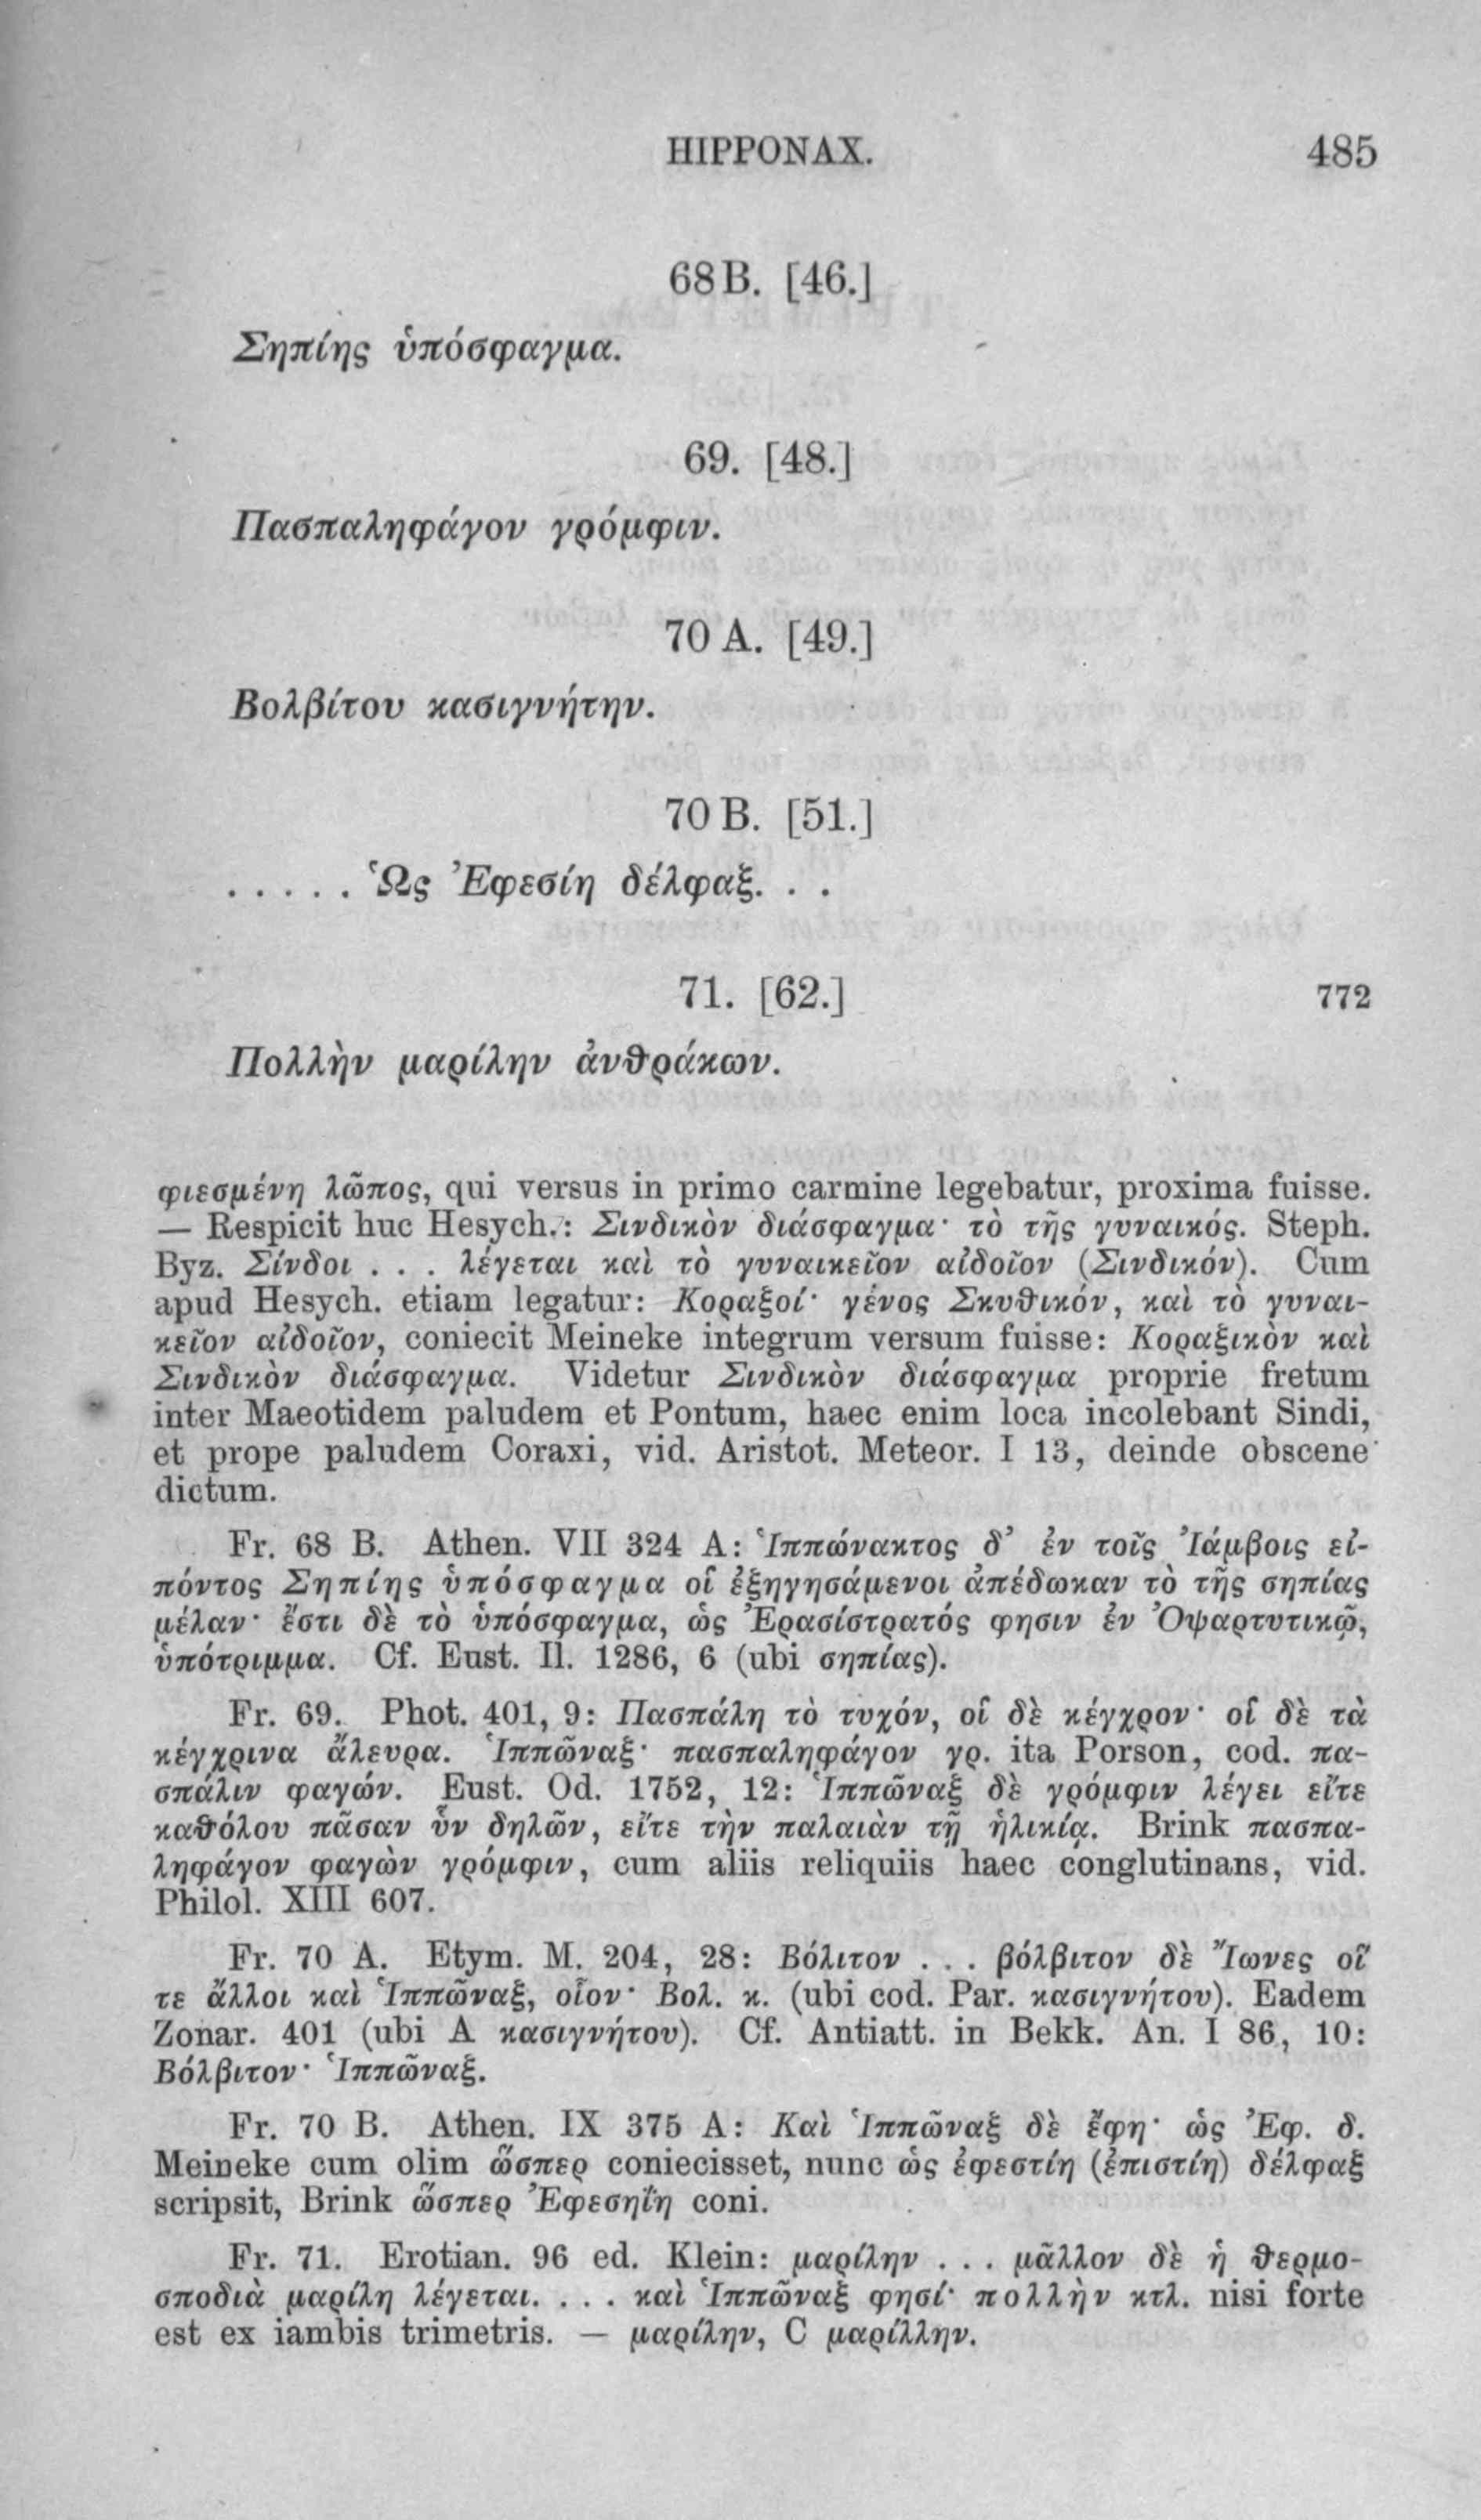 HIPPONAX. 485
68 B. [46.]
Σηπίης ὑπόσφαγμα.
69. [48.]
Πασπαληφάγον γρόμφιν.
70 A. [49.]
Βολβίτου κασιγνήτην.
70 B. [51.]
. . . . . Ὡς Ἐφεσίη δέλφαξ. . .
71. [62.] 772
Πολλὴν μαρίλην ἀνθράκων.
φιεσμένη λῶπος, qui versus in primo carmine legebatur, proxima fuisse.
— Respicit huc Hesych.: Σινδικὸν διάσφαγμα· τὸ τῆς γυναικός. Steph.
Byz. Σίνδοι . . . λέγεται καὶ τὸ γυναικεῖον αἰδοῖον (Σινδικόν). Cum
apud Hesych. etiam legatur: Κοραξοί· γένος Σκυθικόν, καὶ τὸ γυναι-
κεῖον αἰδοῖον, coniecit Meineke integrum versum fuisse: Κοραξικὸν καὶ
Σινδικὸν διάσφαγμα. Videtur Σινδικὸν διάσφαγμα proprie fretum
inter Maeotidem paludem et Pontum, haec enim loca incolebant Sindi,
et prope paludem Coraxi, vid. Aristot. Meteor. I 13, deinde obscene
dictum.
Fr. 68 B. Athen. VII 324 A: Ἱππώνακτος δ’ ἐν τοῖς Ἰάμβοις εἰ-
πόντος Σηπίης ὑπόσφαγμα οἱ ἐξηγησάμενοι ἀπέδωκαν τὸ τῆς σηπίας
μέλαν· ἔστι δὲ τὸ ὑπόσφαγμα, ὡς Ἐρασίστρατός φησιν ἐν Ὀψαρτυτικῷ,
ὑπότριμμα. Cf. Eust. Il. 1286, 6 (ubi σηπίας).
Fr. 69. Phot. 401, 9: Πασπάλη τὸ τυχόν, οἱ δὲ κέγχρον· οἱ δὲ τὰ
κέγχρινα ἄλευρα. Ἱππῶναξ· πασπαληφάγον γρ. ita Porson, cod. πα-
σπάλιν φαγών. Eust. Od. 1752, 12: Ἱππῶναξ δὲ γρόμφιν λέγει εἴτε
καθόλου πᾶσαν ὗν δηλῶν, εἴτε τὴν παλαιὰν τῇ ἡλικίᾳ. Brink πασπα-
ληφάγον φαγὼν γρόμφιν, cum aliis reliquiis haec conglutinans, vid.
Philol. XIII 607.
Fr. 70 A. Etym. M. 204, 28: Βόλιτον . . . βόλβιτον δὲ Ἴωνες οἵ
τε ἄλλοι καὶ Ἱππῶναξ, οἷον· Βολ. κ. (ubi cod. Par. κασιγνήτου). Eadem
Zonar. 401 (ubi A κασιγνήτου). Cf. Antiatt. in Bekk. An. I 86, 10:
Βόλβιτον· Ἱππῶναξ.
Fr. 70 B. Athen. IX 375 A: Καὶ Ἱππῶναξ δὲ ἔφη· ὡς Ἐφ. δ.
Meineke cum olim ὥσπερ coniecisset, nunc ὡς ἐφεστίη (ἐπιστίη) δέλφαξ
scripsit, Brink ὥσπερ Ἐφεσηΐη coni.
Fr. 71. Erotian. 96 ed. Klein: μαρίλην . . . μᾶλλον δὲ ἡ θερμο-
σποδιὰ μαρίλη λέγεται. . . . καὶ Ἱππῶναξ φησί· πολλὴν κτλ. nisi forte
est ex iambis trimetris. — μαρίλην, C μαρίλλην.